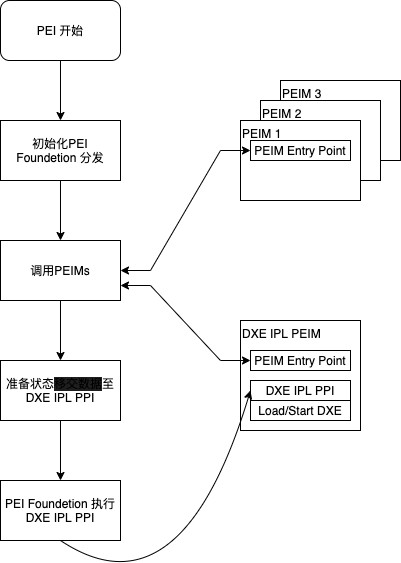 PEI 开始
初始化PEI
Foundetion 分发
调用PEIMs
准备状态移交数据至
DXE IPL PPI
PEI Foundetion 执行
DXE IPL PPI
PEIM 3
PEIM 2
PEIM 1
PEIM Entry Point
DXE IPL PEIM
PEIM Entry Point
DXE IPL PPI
Load/Start DXE